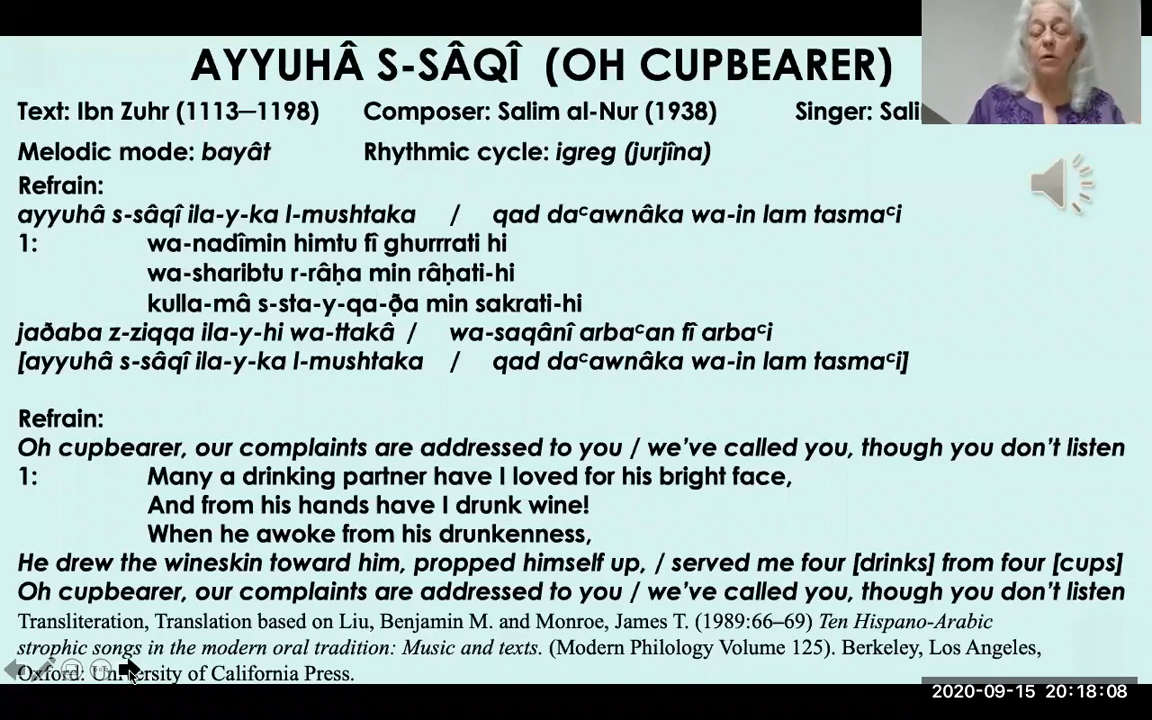 AYYUHÂ S-SÂQÎ (OH CUPBEARER)
Text: Ibn Zuhr (1113—1198) Composer: Salim al-Nur (1938) Singer: Sali
Melodic mode: bayât Rhythmic cycle: igreg (jurjîna)
Refrain:
ayyuhâ s-sâqî ila-y-ka l-mushtaka / qad daᶜawnâka wa-in lam tasmaᶜi
1: wa-nadîmin himtu fî ghurrrati hi
wa-sharibtu r-râḥa min râḥati-hi
kulla-mâ s-sta-y-qa-ð̣a min sakrati-hi
jaðaba z-ziqqa ila-y-hi wa-ttakâ / wa-saqânî arbaᶜan fî arbaᶜi
[ayyuhâ s-sâqî ila-y-ka l-mushtaka / qad daᶜawnâka wa-in lam tasmaᶜi]
Refrain:
Oh cupbearer, our complaints are addressed to you / we've called you, though you don't listen
1: Many a drinking partner have I loved for his bright face,
And from his hands have I drunk wine!
When he awoke from his drunkenness,
He drew the wineskin toward him, propped himself up, / served me four [drinks] from four [cups]
Oh cupbearer, our complaints are addressed to you / we've called you, though you don't listen
Transliteration, Translation based on Liu, Benjamin M. and Monroe, James T. (1989:66–69) Ten Hispano-Arabic
strophic songs in the modern oral tradition: Music and texts. (Modern Philology Volume 125). Berkeley, Los Angeles,
Oxford: University of California Press.
2020-09-15 20:18:08